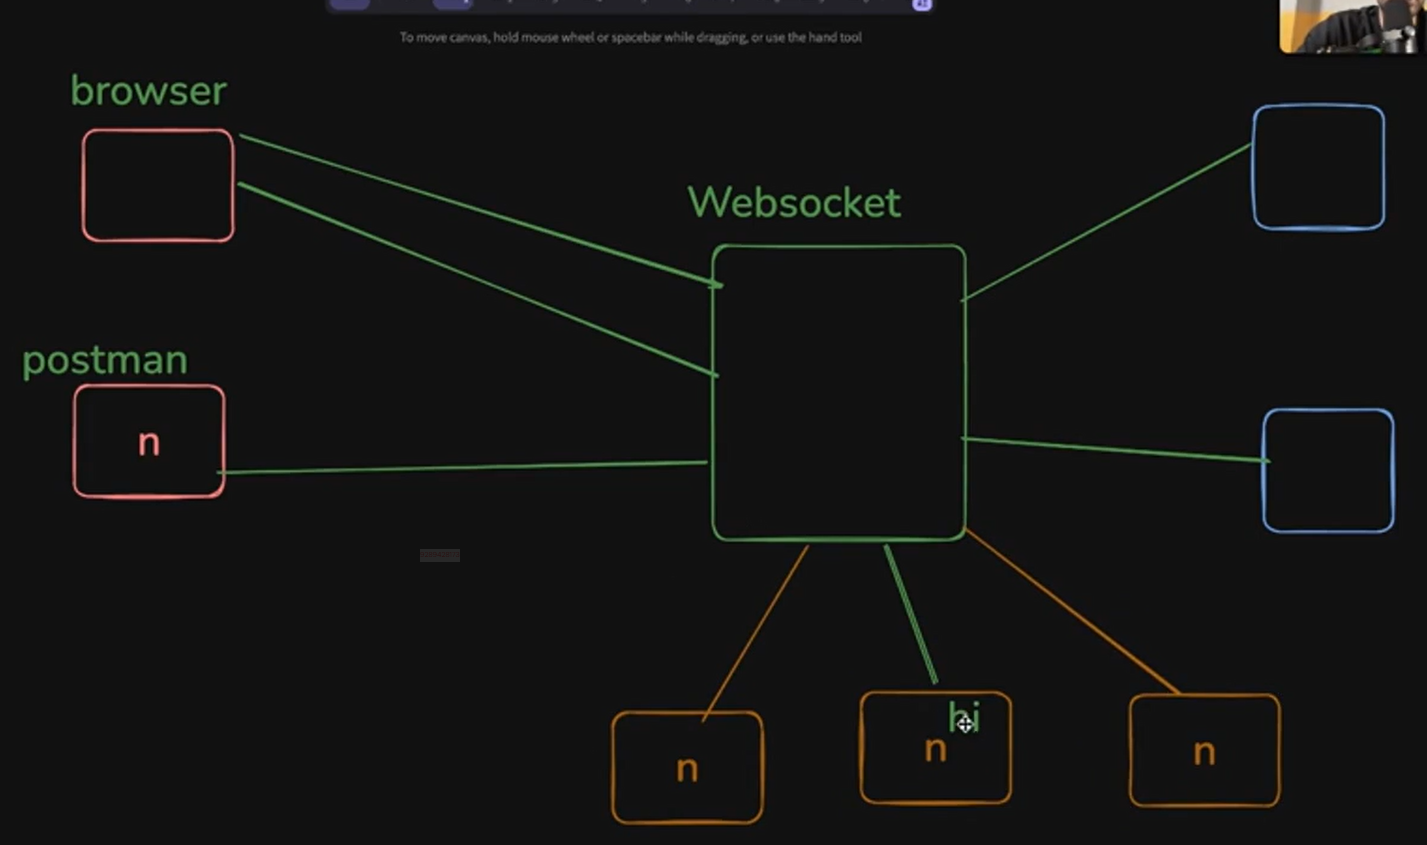 To move canvas, hold mouse wheel or spacebar while dragging, or use the hand tool
browser
Websocket
postman
n
hi
n
n
n